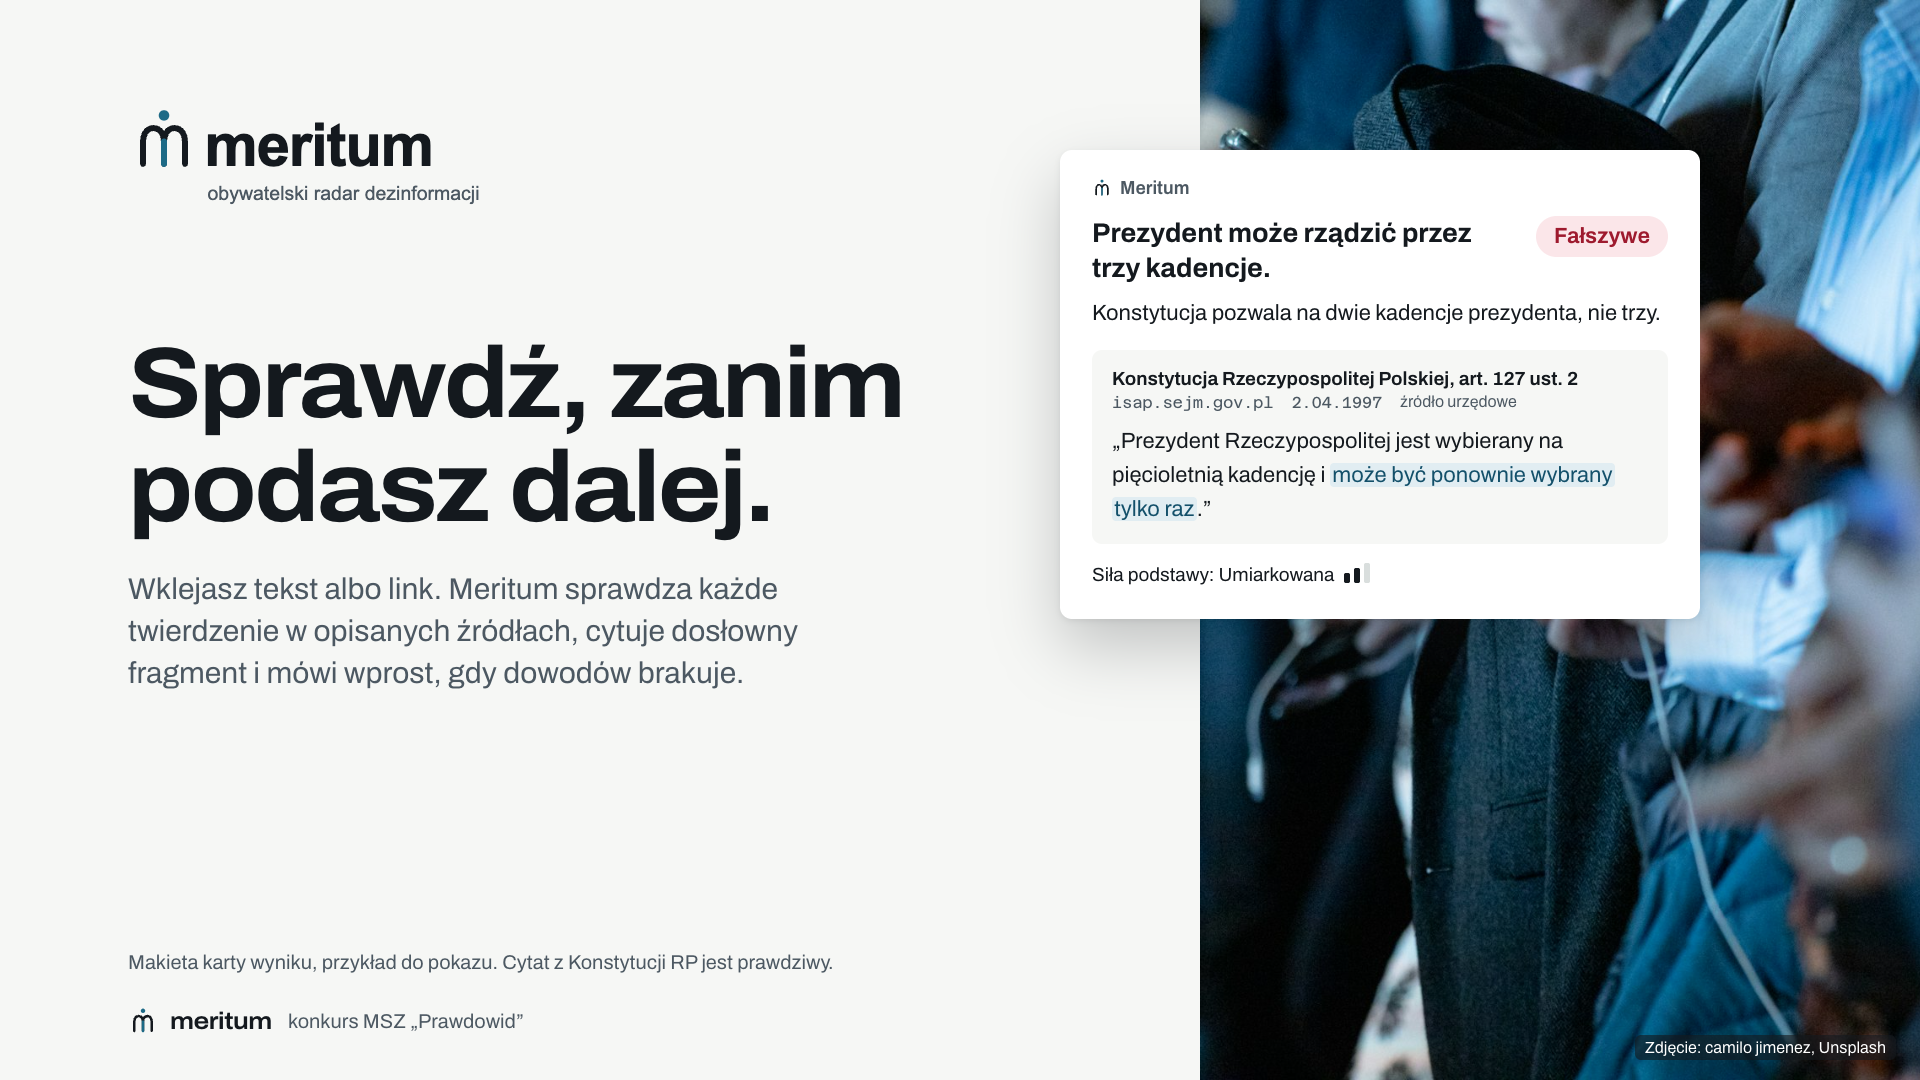 meritum
obywatelski radar dezinformacji
Sprawdź, zanim
podasz dalej.
Wklejasz tekst albo link. Meritum sprawdza każde
twierdzenie w opisanych źródłach, cytuje dosłowny
fragment i mówi wprost, gdy dowodów brakuje.
Makieta karty wyniku, przykład do pokazu. Cytat z Konstytucji RP jest prawdziwy.
meritum konkurs MSZ „Prawdowid”
Meritum
Prezydent może rządzić przez
trzy kadencje.
Fałszywe
Konstytucja pozwala na dwie kadencje prezydenta, nie trzy.
Konstytucja Rzeczypospolitej Polskiej, art. 127 ust. 2
isap.sejm.gov.pl 2.04.1997 źródło urzędowe
„Prezydent Rzeczypospolitej jest wybierany na
pięcioletnią kadencję i może być ponownie wybrany
tylko raz.”
Siła podstawy: Umiarkowana
Zdjęcie: camilo jimenez, Unsplash